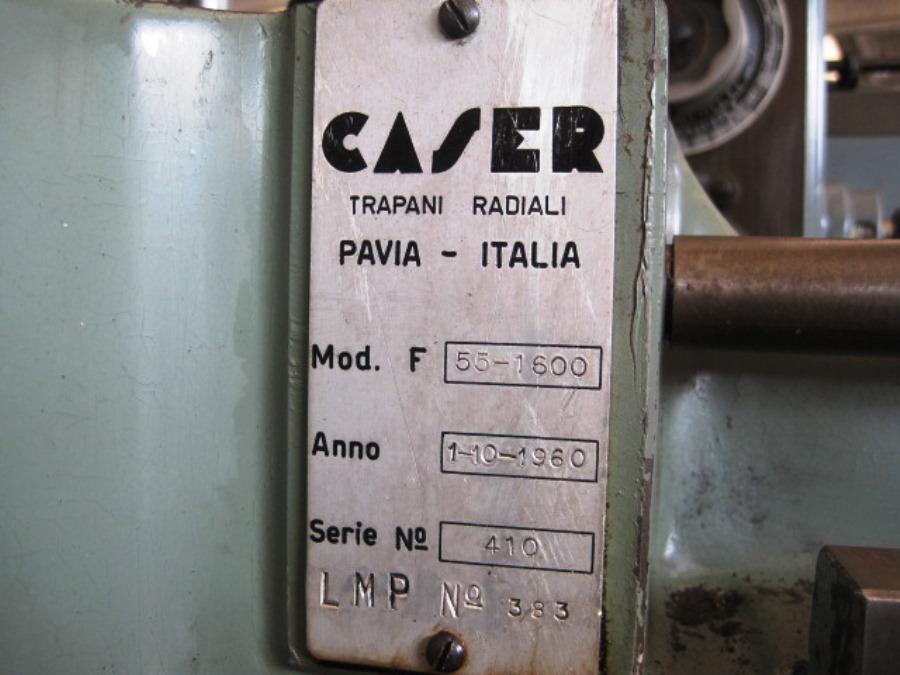 CASER
TRAPANI RADIALI
PAVIA - ITALIA
Mod. F 55-1600
Anno 1-10-1960
Serie Nº 410
LMP Nº 383